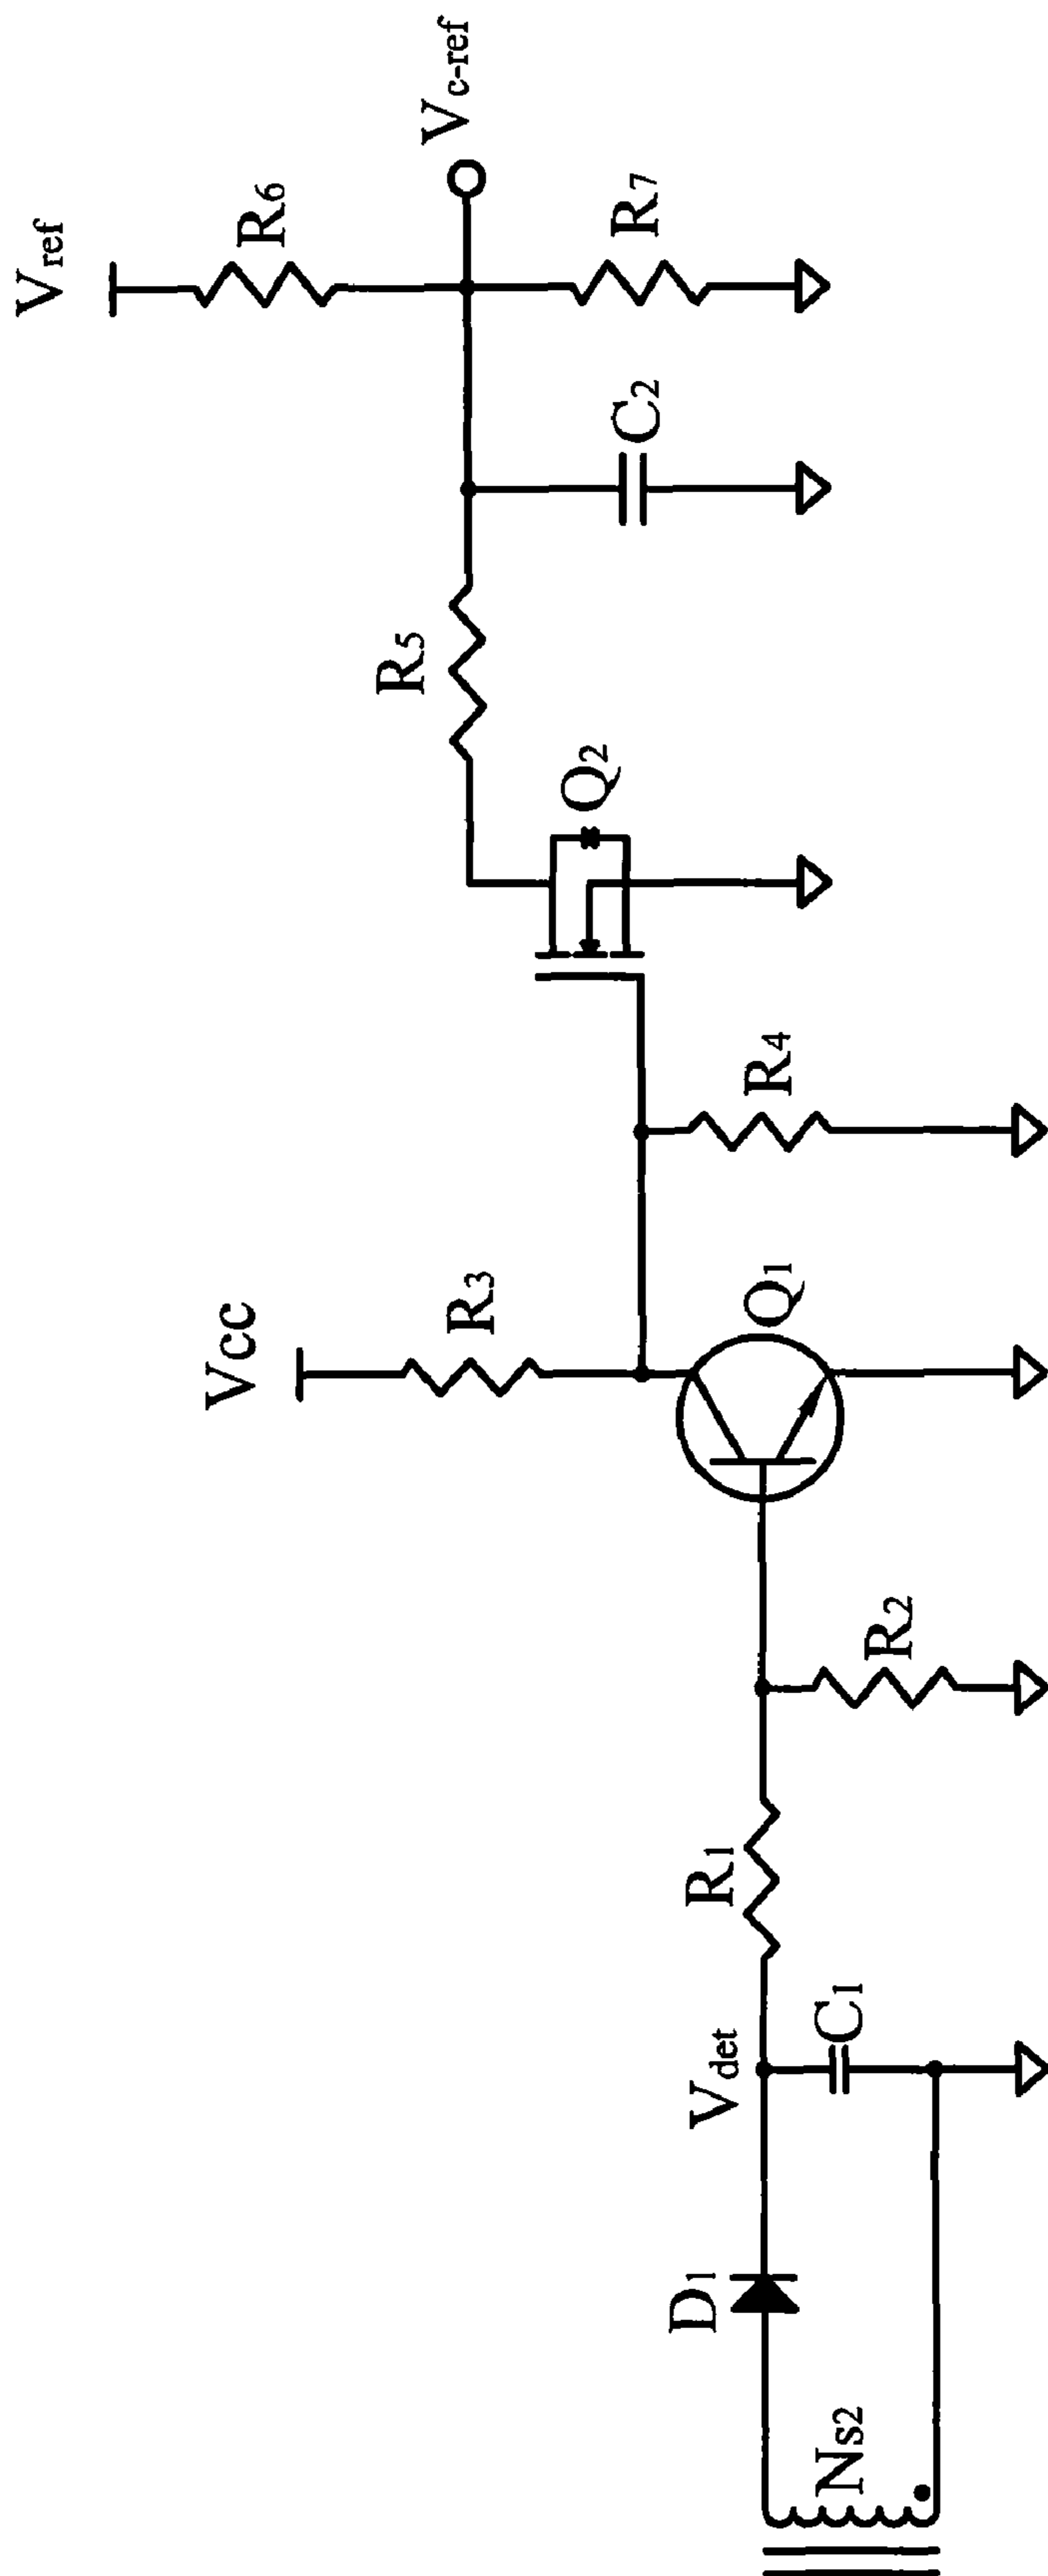 Ns2
D1
Vdet
C1
R1
R2
Q1
Vcc
R3
R4
Q2
R5
C2
Vref
R6
Vc-ref
R7